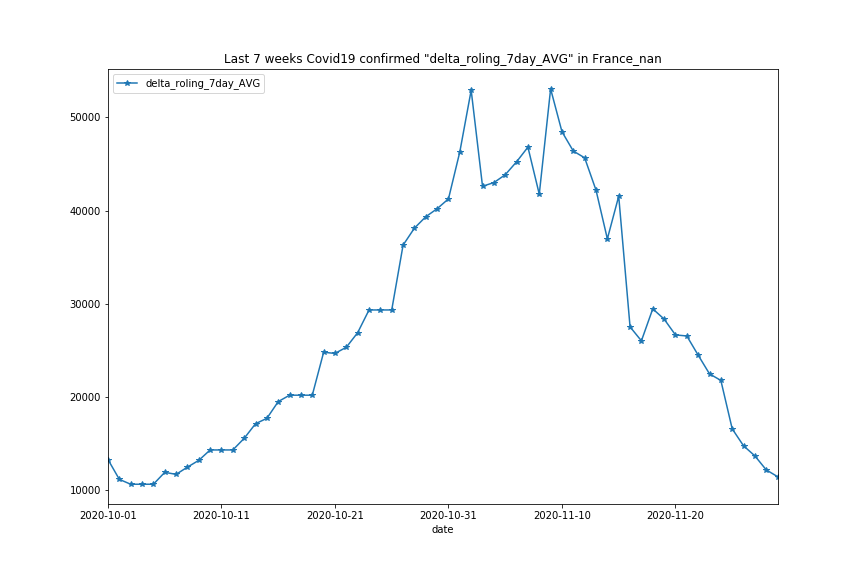 Last 7 weeks Covid19 confirmed "delta_roling_7day_AVG" in France_nan
delta_roling_7day_AVG
50000
40000
30000
20000
10000
2020-10-01 2020-10-11 2020-10-21 2020-10-31 2020-11-10 2020-11-20
date